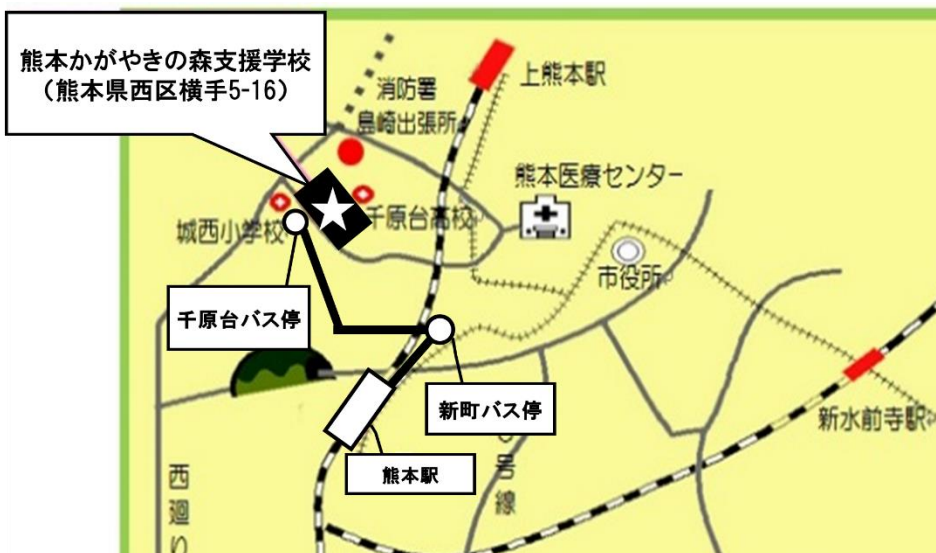 熊本かがやきの森支援学校
（熊本県西区横手5-16）
上熊本駅
消防署
島崎出張所
熊本医療センター
千原台高校
城西小学校
市役所
千原台バス停
新町バス停
新水前寺駅
熊本駅
号線
西廻り